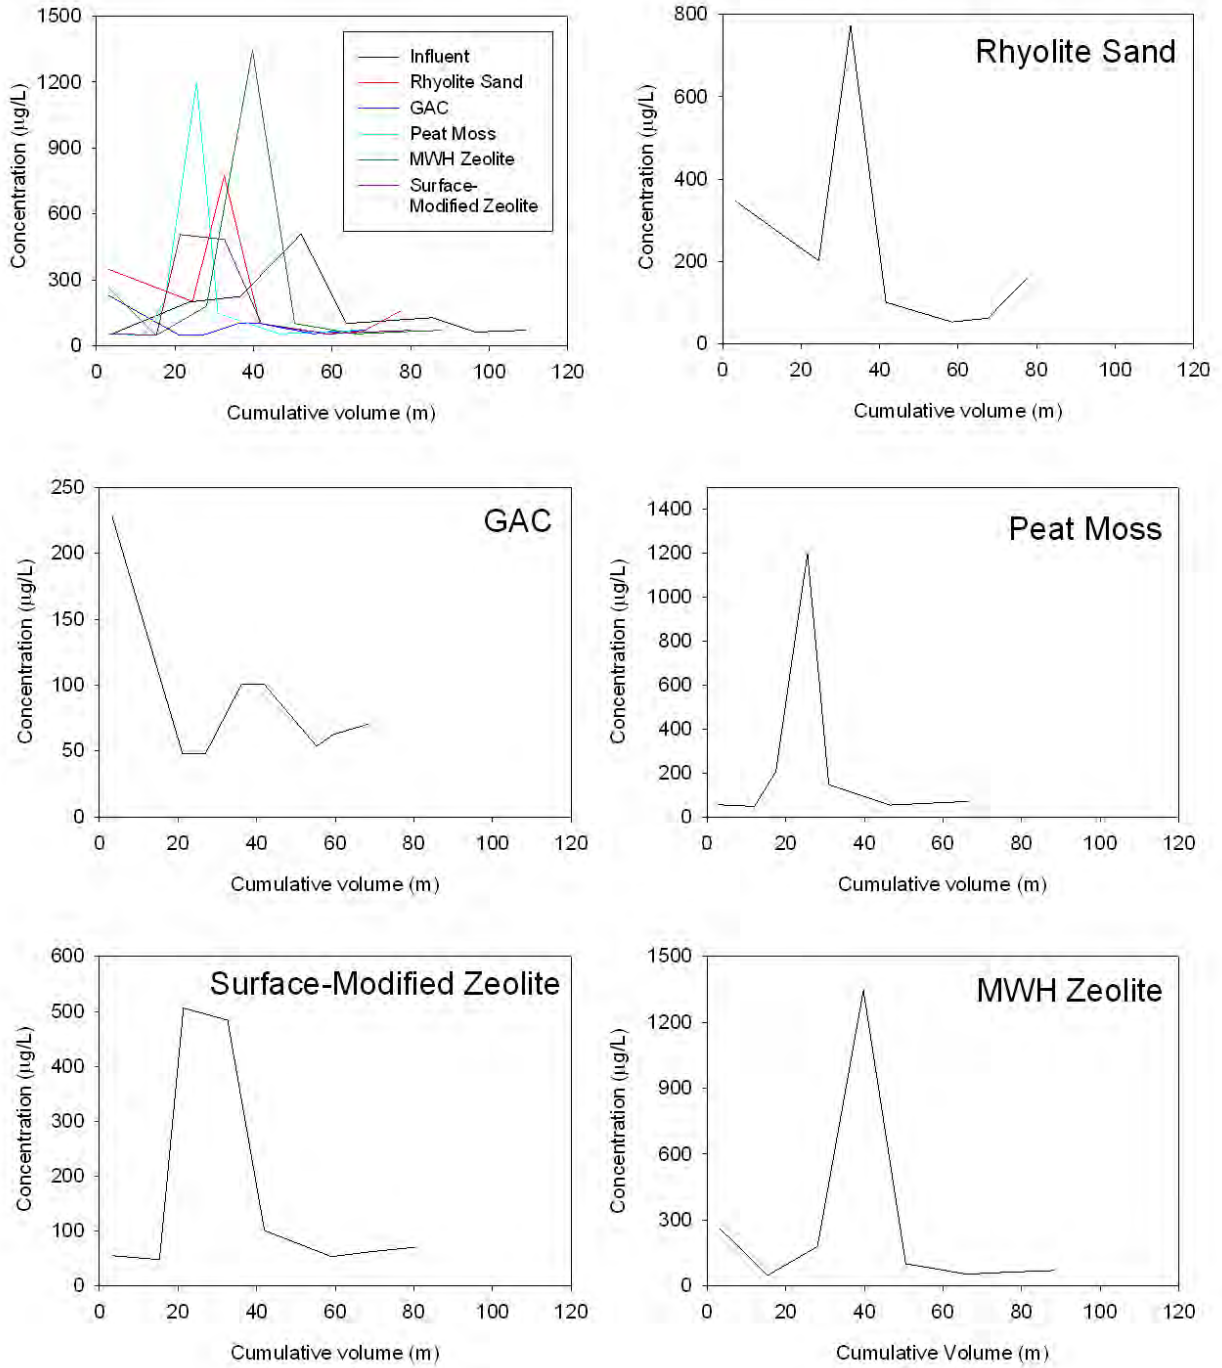 1500
1200
900
600
300
0
Concentration (µg/L)
Influent
Rhyolite Sand
GAC
Peat Moss
MWH Zeolite
Surface-
Modified Zeolite
0 20 40 60 80 100 120
Cumulative volume (m)
800
600
400
200
0
Concentration (µg/L)
Rhyolite Sand
0 20 40 60 80 100 120
Cumulative volume (m)
250
200
150
100
50
0
Concentration (µg/L)
GAC
0 20 40 60 80 100 120
Cumulative volume (m)
1400
1200
1000
800
600
400
200
0
Concentration (µg/L)
Peat Moss
0 20 40 60 80 100 120
Cumulative volume (m)
600
500
400
300
200
100
0
Concentration (µg/L)
Surface-Modified Zeolite
0 20 40 60 80 100 120
Cumulative volume (m)
1500
1200
900
600
300
0
Concentration (µg/L)
MWH Zeolite
0 20 40 60 80 100 120
Cumulative Volume (m)